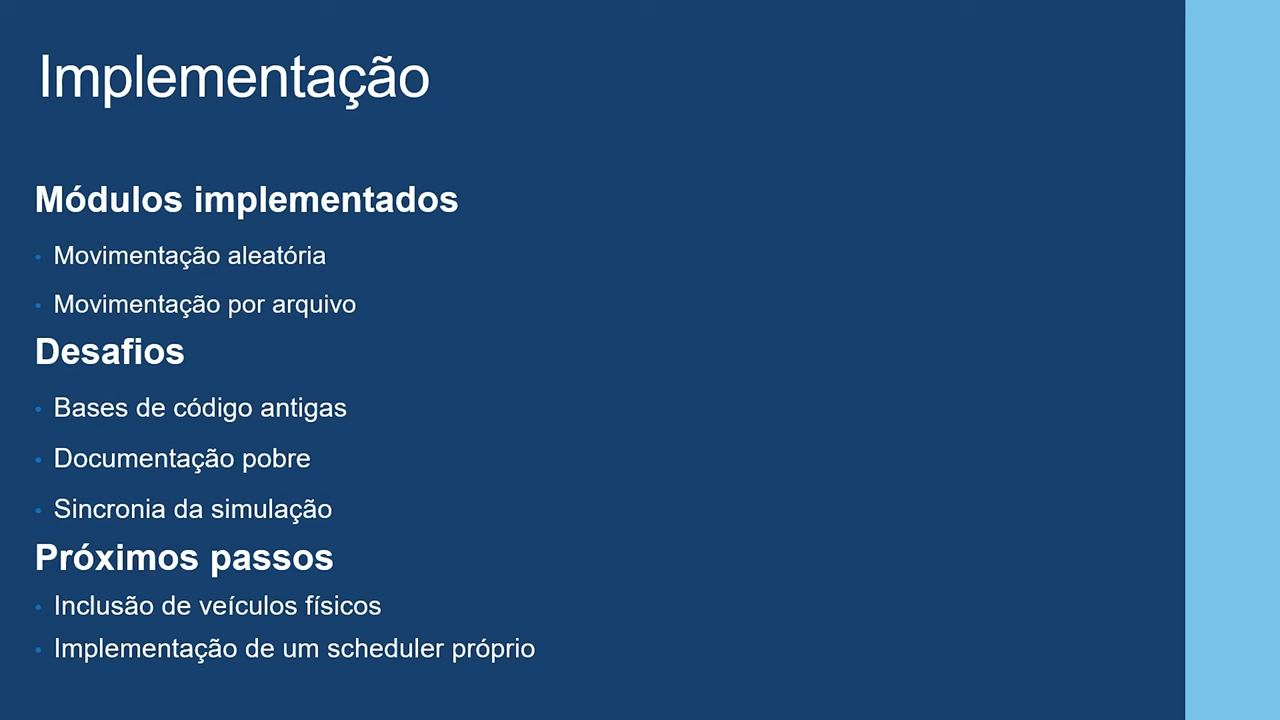 Implementação
Módulos implementados
• Movimentação aleatória
• Movimentação por arquivo
Desafios
• Bases de código antigas
• Documentação pobre
• Sincronia da simulação
Próximos passos
• Inclusão de veículos físicos
• Implementação de um scheduler próprio